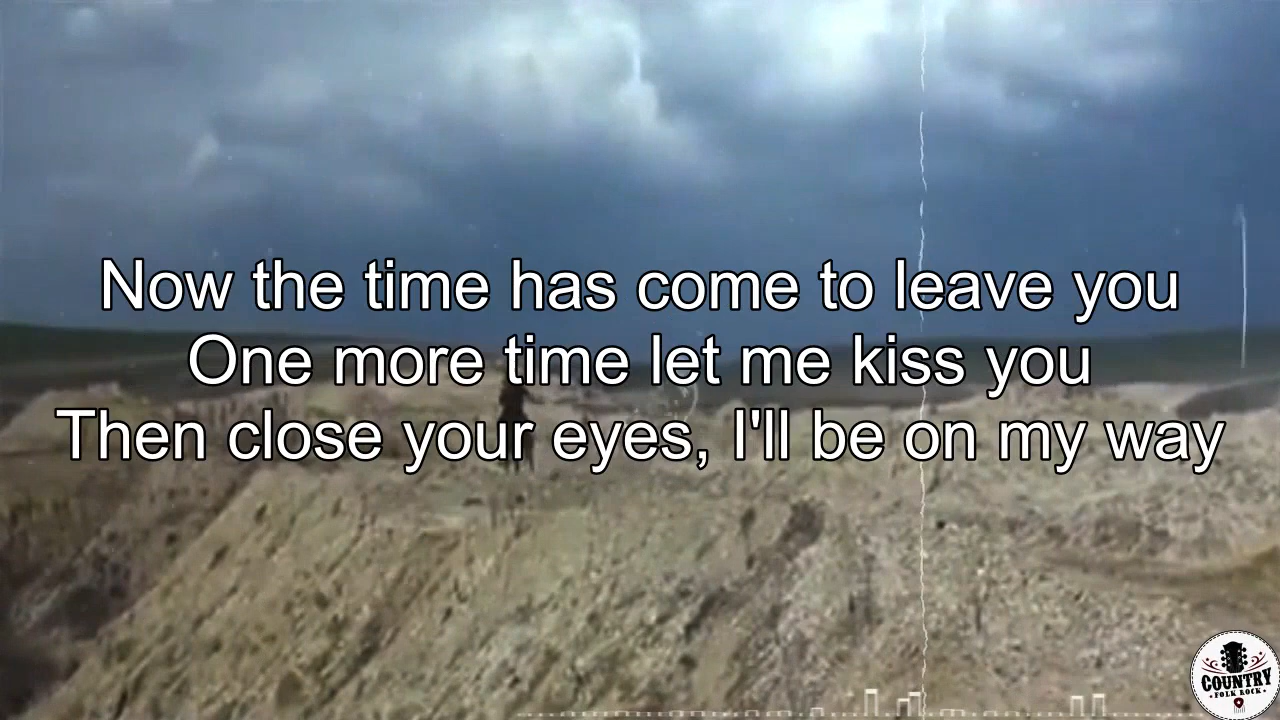 Now the time has come to leave you
One more time let me kiss you
Then close your eyes, I'll be on my way
COUNTRY
FOLK ROCK